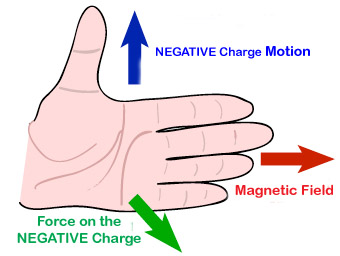 NEGATIVE Charge Motion
Magnetic Field
Force on the
NEGATIVE Charge